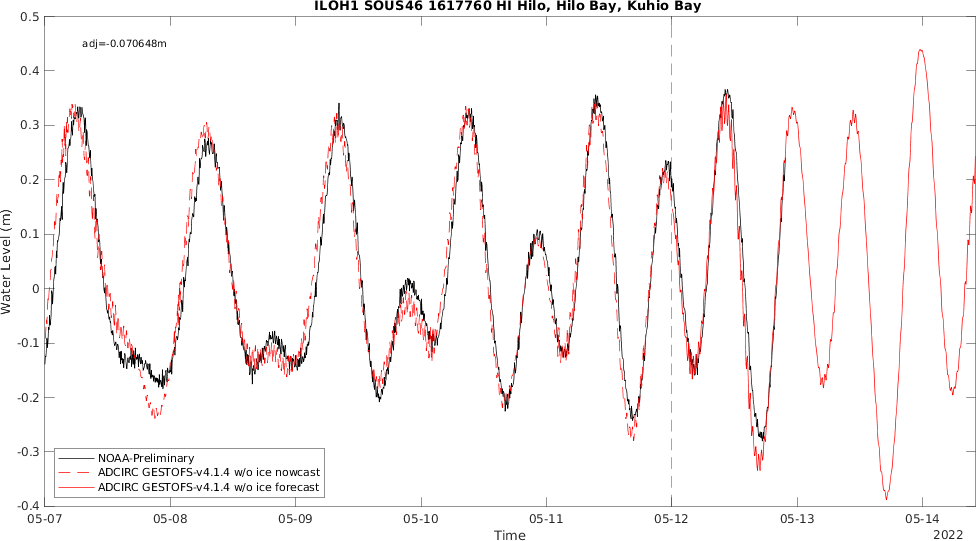 ILOH1 SOUS46 1617760 HI Hilo, Hilo Bay, Kuhio Bay
0.5
adj=-0.070648m
0.4
0.3
0.2
0.1
0
-0.1
-0.2
-0.3
-0.4
Water Level (m)
NOAA-Preliminary
ADCIRC GESTOFS-v4.1.4 w/o ice nowcast
ADCIRC GESTOFS-v4.1.4 w/o ice forecast
05-07 05-08 05-09 05-10 05-11 05-12 05-13 05-14
Time
2022